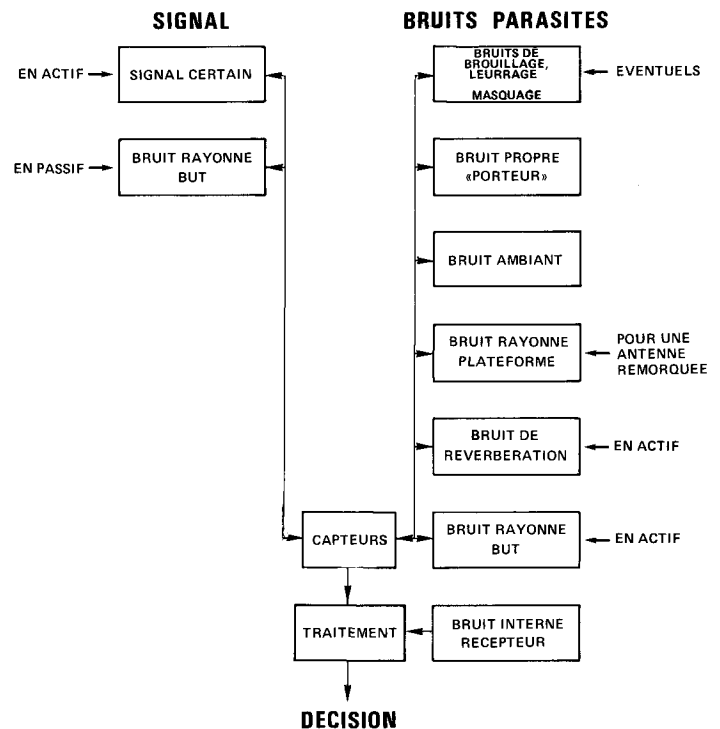 SIGNAL
BRUITS PARASITES
EN ACTIF
SIGNAL CERTAIN
BRUITS DE
BROUILLAGE,
LEURRAGE
MASQUAGE
EVENTUELS
EN PASSIF
BRUIT RAYONNE
BUT
BRUIT PROPRE
«PORTEUR»
BRUIT AMBIANT
BRUIT RAYONNE
PLATEFORME
POUR UNE
ANTENNE
REMORQUEE
BRUIT DE
REVERBERATION
EN ACTIF
CAPTEURS
BRUIT RAYONNE
BUT
EN ACTIF
TRAITEMENT
BRUIT INTERNE
RECEPTEUR
DECISION